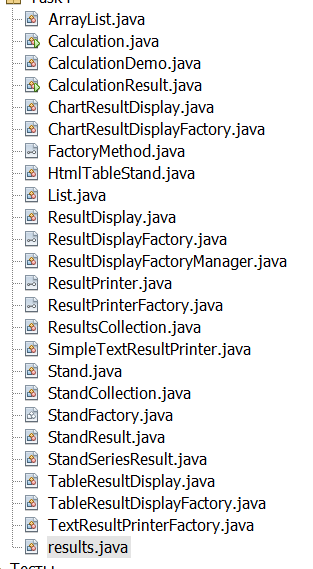 ArrayList.java
Calculation.java
CalculationDemo.java
CalculationResult.java
ChartResultDisplay.java
ChartResultDisplayFactory.java
FactoryMethod.java
HtmlTableStand.java
List.java
ResultDisplay.java
ResultDisplayFactory.java
ResultDisplayFactoryManager.java
ResultPrinter.java
ResultPrinterFactory.java
ResultsCollection.java
SimpleTextResultPrinter.java
Stand.java
StandCollection.java
StandFactory.java
StandResult.java
StandSeriesResult.java
TableResultDisplay.java
TableResultDisplayFactory.java
TextResultPrinterFactory.java
results.java
Тесты